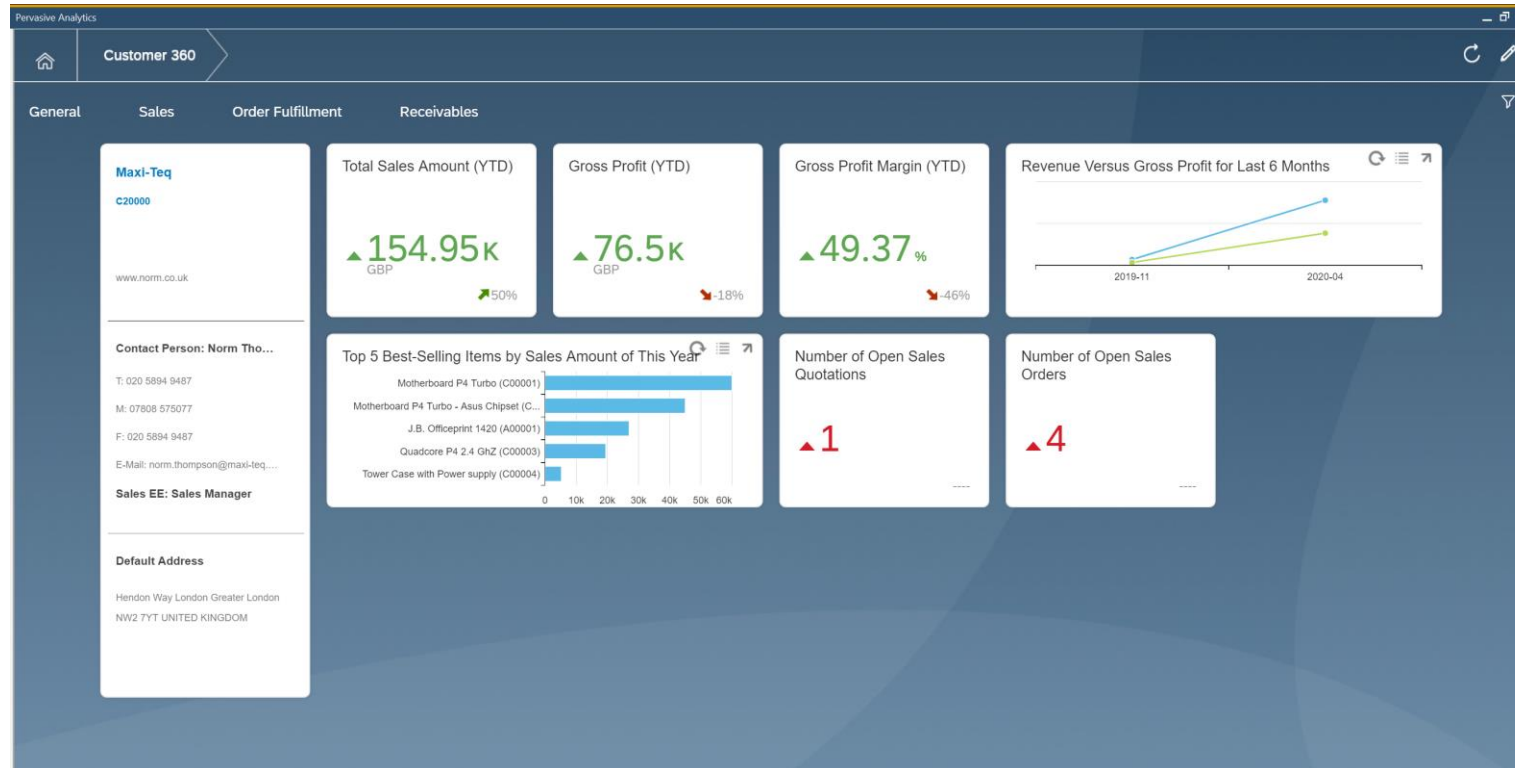 Pervasive Analytics
Customer 360
General Sales Order Fulfillment Receivables
Maxi-Teq
C20000
www.norm.co.uk
Contact Person: Norm Tho...
T: 020 5894 9487
M: 07808 575077
F: 020 5894 9487
E-Mail: norm.thompson@maxi-teq....
Sales EE: Sales Manager
Default Address
Hendon Way London Greater London
NW2 7YT UNITED KINGDOM
Total Sales Amount (YTD)
154.95K
GBP
50%
Gross Profit (YTD)
76.5K
GBP
-18%
Gross Profit Margin (YTD)
49.37%
-46%
Revenue Versus Gross Profit for Last 6 Months
2019-11 2020-04
Top 5 Best-Selling Items by Sales Amount of This Year
Motherboard P4 Turbo (C00001)
Motherboard P4 Turbo - Asus Chipset (C...
J.B. Officeprint 1420 (A00001)
Quadcore P4 2.4 GhZ (C00003)
Tower Case with Power supply (C00004)
0 10k 20k 30k 40k 50k 60k
Number of Open Sales
Quotations
1
----
Number of Open Sales
Orders
4
----